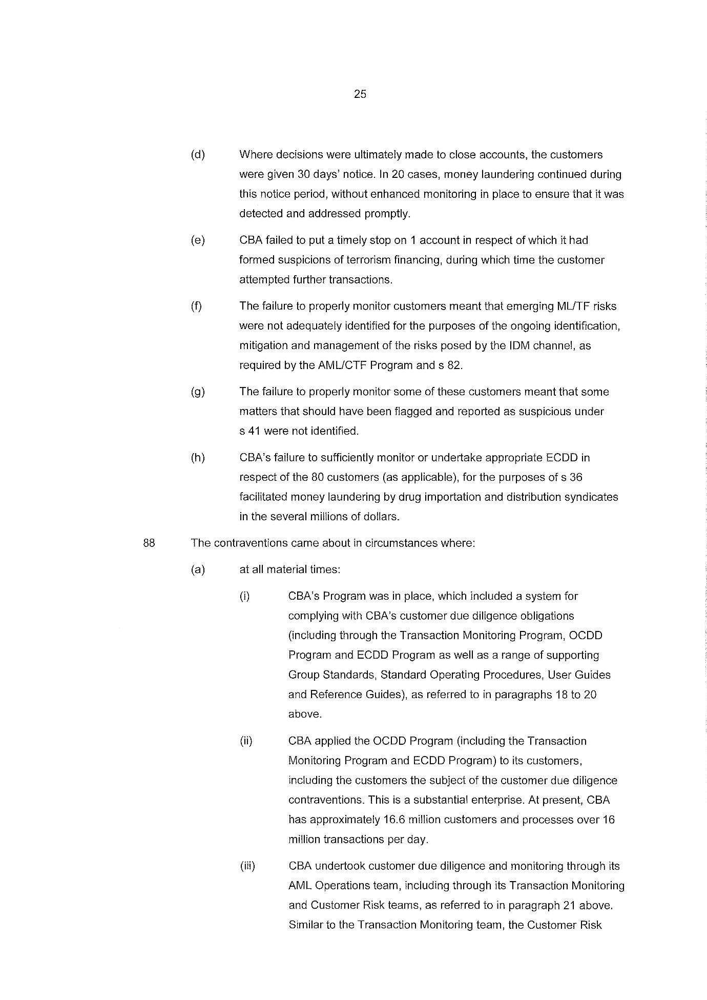 25
(d) Where decisions were ultimately made to close accounts, the customers
were given 30 days’ notice. In 20 cases, money laundering continued during
this notice period, without enhanced monitoring in place to ensure that it was
detected and addressed promptly.
(e) CBA failed to put a timely stop on 1 account in respect of which it had
formed suspicions of terrorism financing, during which time the customer
attempted further transactions.
(f) The failure to properly monitor customers meant that emerging ML/TF risks
were not adequately identified for the purposes of the ongoing identification,
mitigation and management of the risks posed by the IDM channel, as
required by the AML/CTF Program and s 82.
(g) The failure to properly monitor some of these customers meant that some
matters that should have been flagged and reported as suspicious under
s 41 were not identified.
(h) CBA’s failure to sufficiently monitor or undertake appropriate ECDD in
respect of the 80 customers (as applicable), for the purposes of s 36
facilitated money laundering by drug importation and distribution syndicates
in the several millions of dollars.
88 The contraventions came about in circumstances where:
(a) at all material times:
(i) CBA’s Program was in place, which included a system for
complying with CBA’s customer due diligence obligations
(including through the Transaction Monitoring Program, OCDD
Program and ECDD Program as well as a range of supporting
Group Standards, Standard Operating Procedures, User Guides
and Reference Guides), as referred to in paragraphs 18 to 20
above.
(ii) CBA applied the OCDD Program (including the Transaction
Monitoring Program and ECDD Program) to its customers,
including the customers the subject of the customer due diligence
contraventions. This is a substantial enterprise. At present, CBA
has approximately 16.6 million customers and processes over 16
million transactions per day.
(iii) CBA undertook customer due diligence and monitoring through its
AML Operations team, including through its Transaction Monitoring
and Customer Risk teams, as referred to in paragraph 21 above.
Similar to the Transaction Monitoring team, the Customer Risk